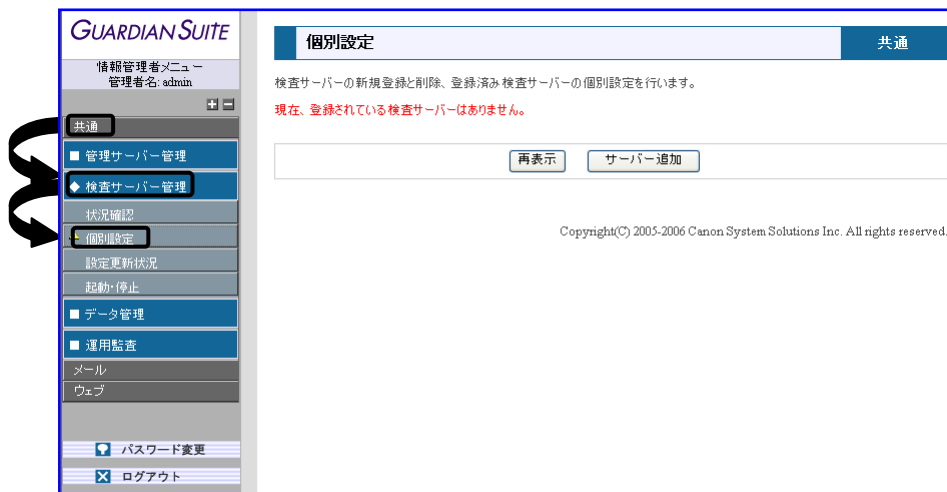 GUARDIAN SUITE
情報管理者メニュー
管理者名: admin
共通
管理サーバー管理
検査サーバー管理
状況確認
個別設定
設定更新状況
起動・停止
データ管理
運用監査
メール
ウェブ
パスワード変更
ログアウト
個別設定
共通
検査サーバーの新規登録と削除、登録済み検査サーバーの個別設定を行います。
現在、登録されている検査サーバーはありません。
再表示 サーバー追加
Copyright(C) 2005-2006 Canon System Solutions Inc. All rights reserved.